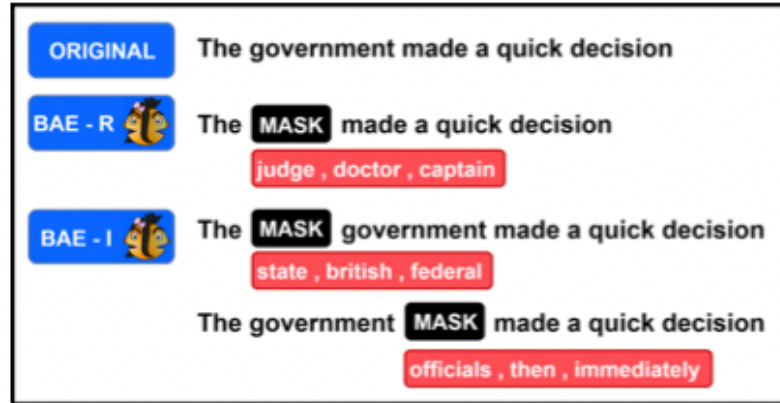 ORIGINAL The government made a quick decision
BAE - R The MASK made a quick decision
judge , doctor , captain
BAE - I The MASK government made a quick decision
state , british , federal
The government MASK made a quick decision
officials , then , immediately